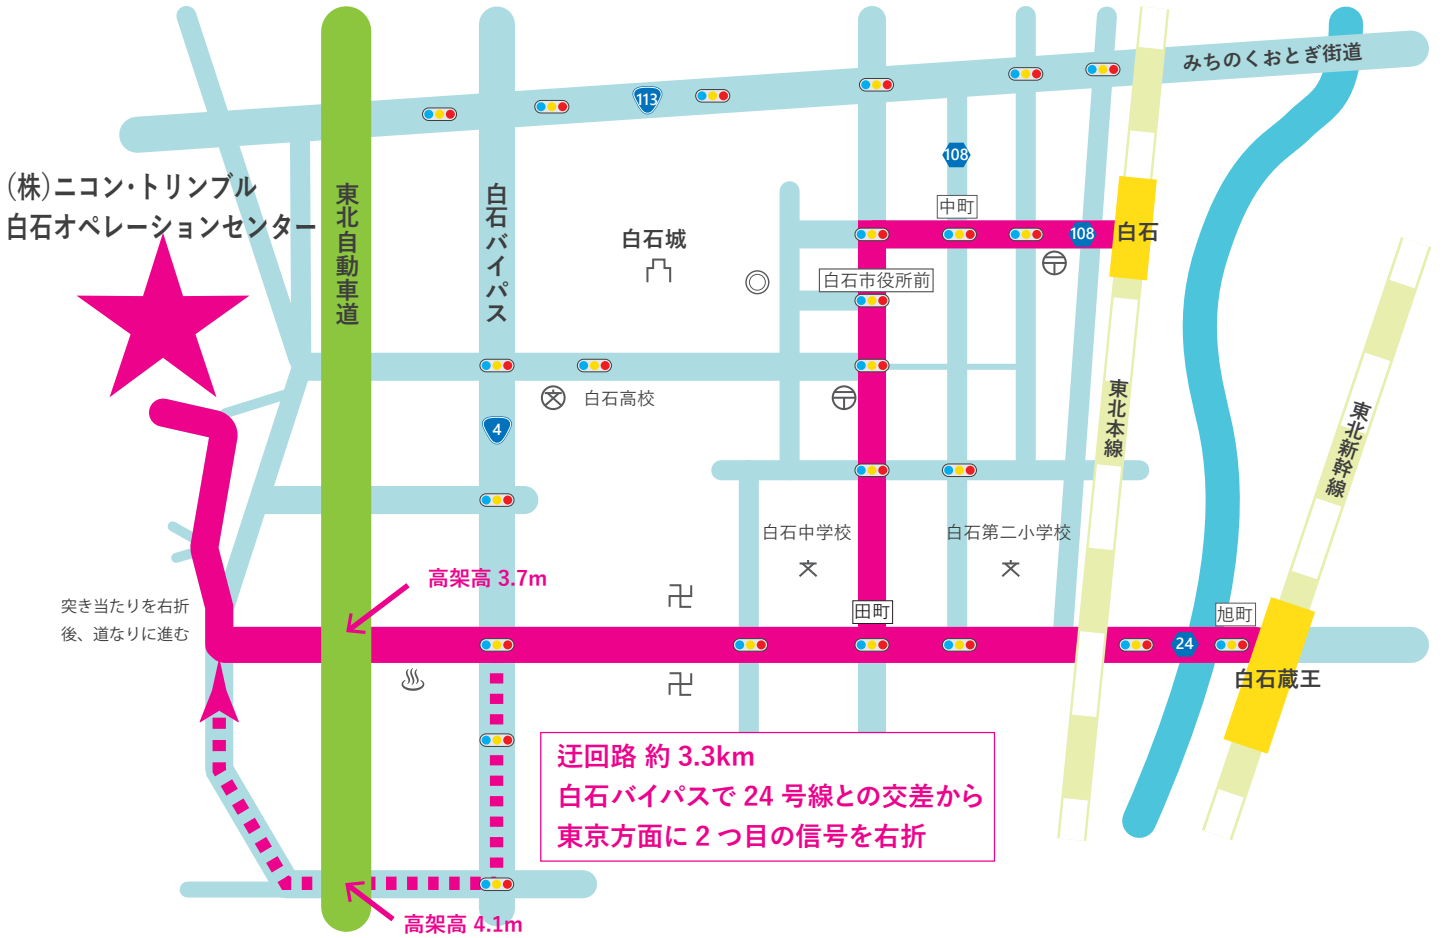 みちのくおとぎ街道
113
108
(株)ニコン・トリンブル
白石オペレーションセンター
東北自動車道
白石バイパス
白石城
中町
108
白石
白石市役所前
4
白石高校
東北本線
東北新幹線
白石中学校
白石第二小学校
高架高 3.7m
突き当たりを右折
後、道なりに進む
田町
旭町
24
白石蔵王
迂回路 約 3.3km
白石バイパスで 24 号線との交差から
東京方面に 2 つ目の信号を右折
高架高 4.1m